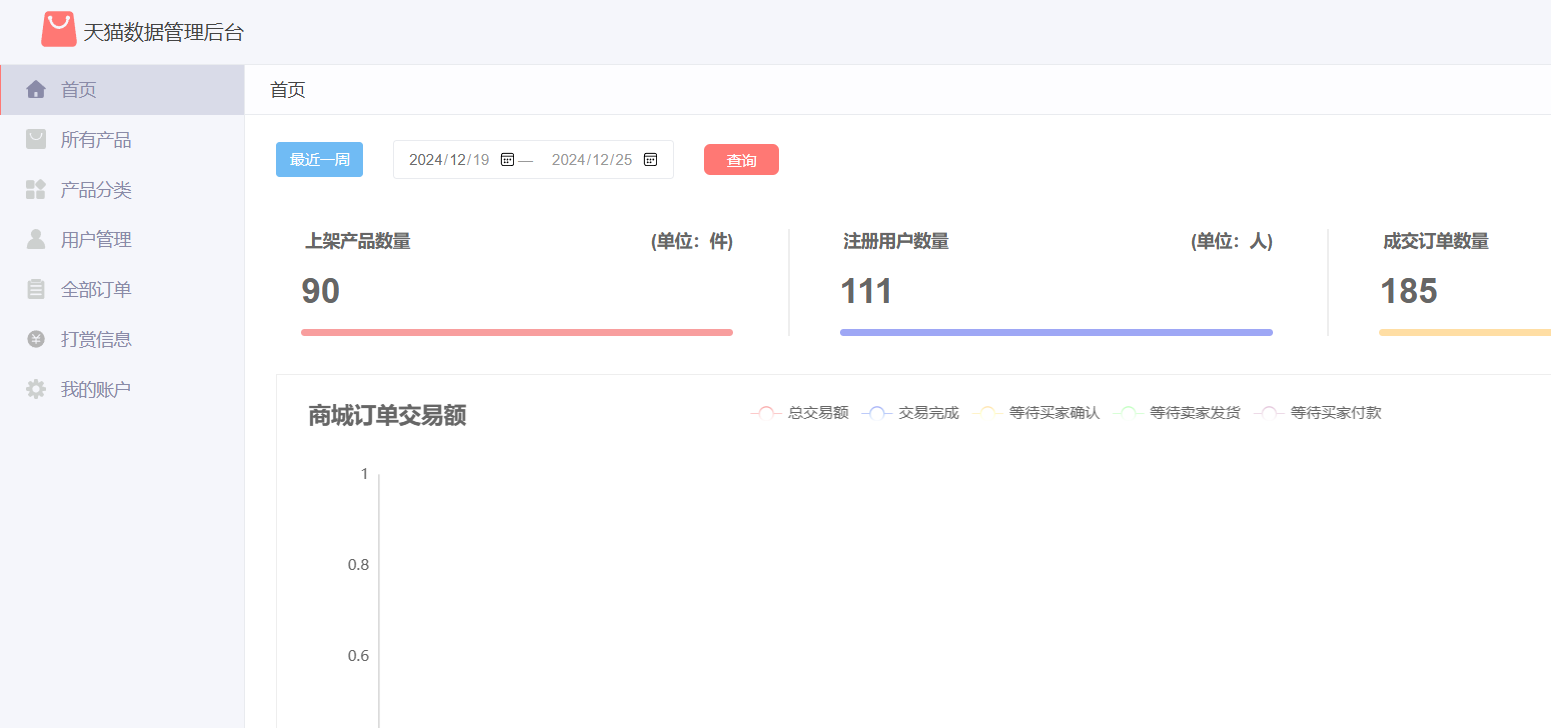 天猫数据管理后台
首页
所有产品
产品分类
用户管理
全部订单
打赏信息
我的账户
首页
最近一周 2024/12/19 — 2024/12/25 查询
上架产品数量 (单位：件) 注册用户数量 (单位：人) 成交订单数量
90 111 185
商城订单交易额 总交易额 交易完成 等待买家确认 等待卖家发货 等待买家付款
1
0.8
0.6